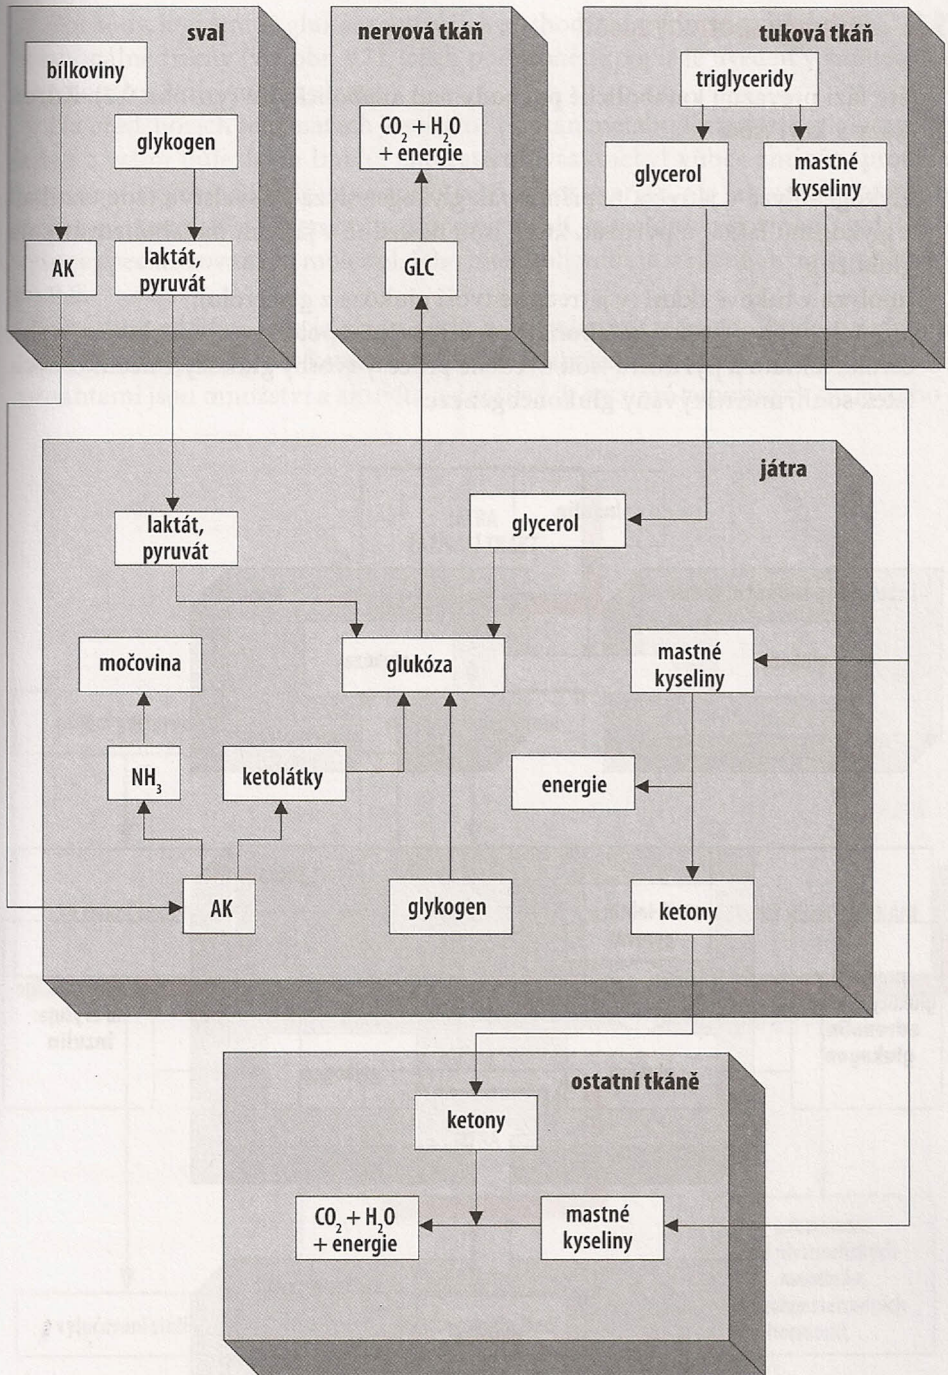 sval
bílkoviny
glykogen
AK
laktát,
pyruvát
nervová tkáň
CO₂ + H₂O
+ energie
GLC
tuková tkáň
triglyceridy
glycerol
mastné
kyseliny
játra
laktát,
pyruvát
glycerol
močovina
glukóza
mastné
kyseliny
NH₃
ketolátky
energie
AK
glykogen
ketony
ostatní tkáně
ketony
CO₂ + H₂O
+ energie
mastné
kyseliny